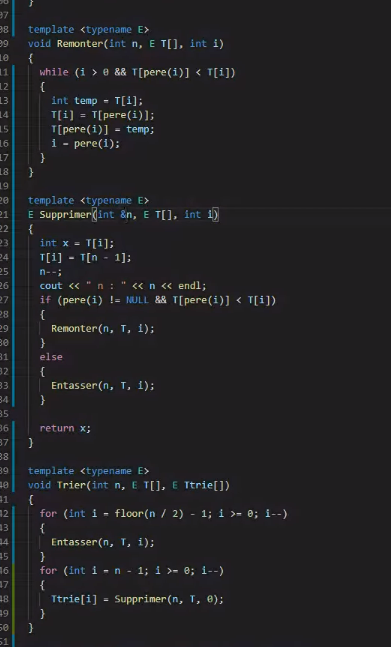 06 }
07
08 template <typename E>
09 void Remonter(int n, E T[], int i)
10 {
11 while (i > 0 && T[pere(i)] < T[i])
12 {
13 int temp = T[i];
14 T[i] = T[pere(i)];
15 T[pere(i)] = temp;
16 i = pere(i);
17 }
18 }
19
20 template <typename E>
21 E Supprimer(int &n, E T[], int i)
22 {
23 int x = T[i];
24 T[i] = T[n - 1];
25 n--;
26 cout << " n : " << n << endl;
27 if (pere(i) != NULL && T[pere(i)] < T[i])
28 {
29 Remonter(n, T, i);
30 }
31 else
32 {
33 Entasser(n, T, i);
34 }
35
36 return x;
37 }
38
39 template <typename E>
40 void Trier(int n, E T[], E Ttrie[])
41 {
42 for (int i = floor(n / 2) - 1; i >= 0; i--)
43 {
44 Entasser(n, T, i);
45 }
46 for (int i = n - 1; i >= 0; i--)
47 {
48 Ttrie[i] = Supprimer(n, T, 0);
49 }
50 }
51